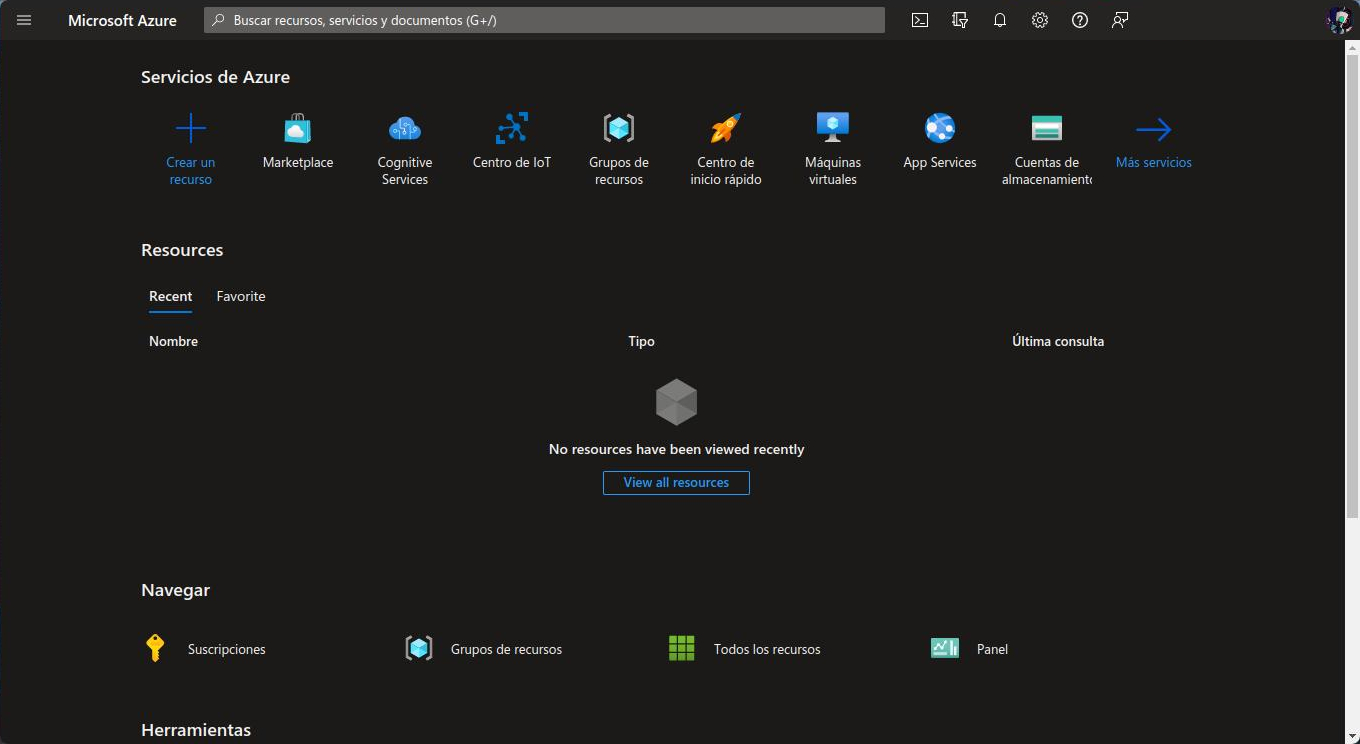 Microsoft Azure
Buscar recursos, servicios y documentos (G+/)
Servicios de Azure
Crear un
recurso
Marketplace
Cognitive
Services
Centro de IoT
Grupos de
recursos
Centro de
inicio rápido
Máquinas
virtuales
App Services
Cuentas de
almacenamiento
Más servicios
Resources
Recent
Favorite
Nombre
Tipo
Última consulta
No resources have been viewed recently
View all resources
Navegar
Suscripciones
Grupos de recursos
Todos los recursos
Panel
Herramientas